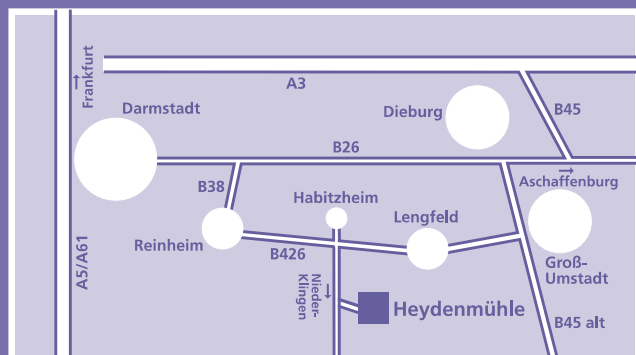 Frankfurt
A3
Darmstadt
Dieburg
B45
B26
Aschaffenburg
B38
Habitzheim
Lengfeld
Reinheim
B426
A5/A61
Groß-
Umstadt
Nieder-
Klingen
Heydenmühle
B45 alt